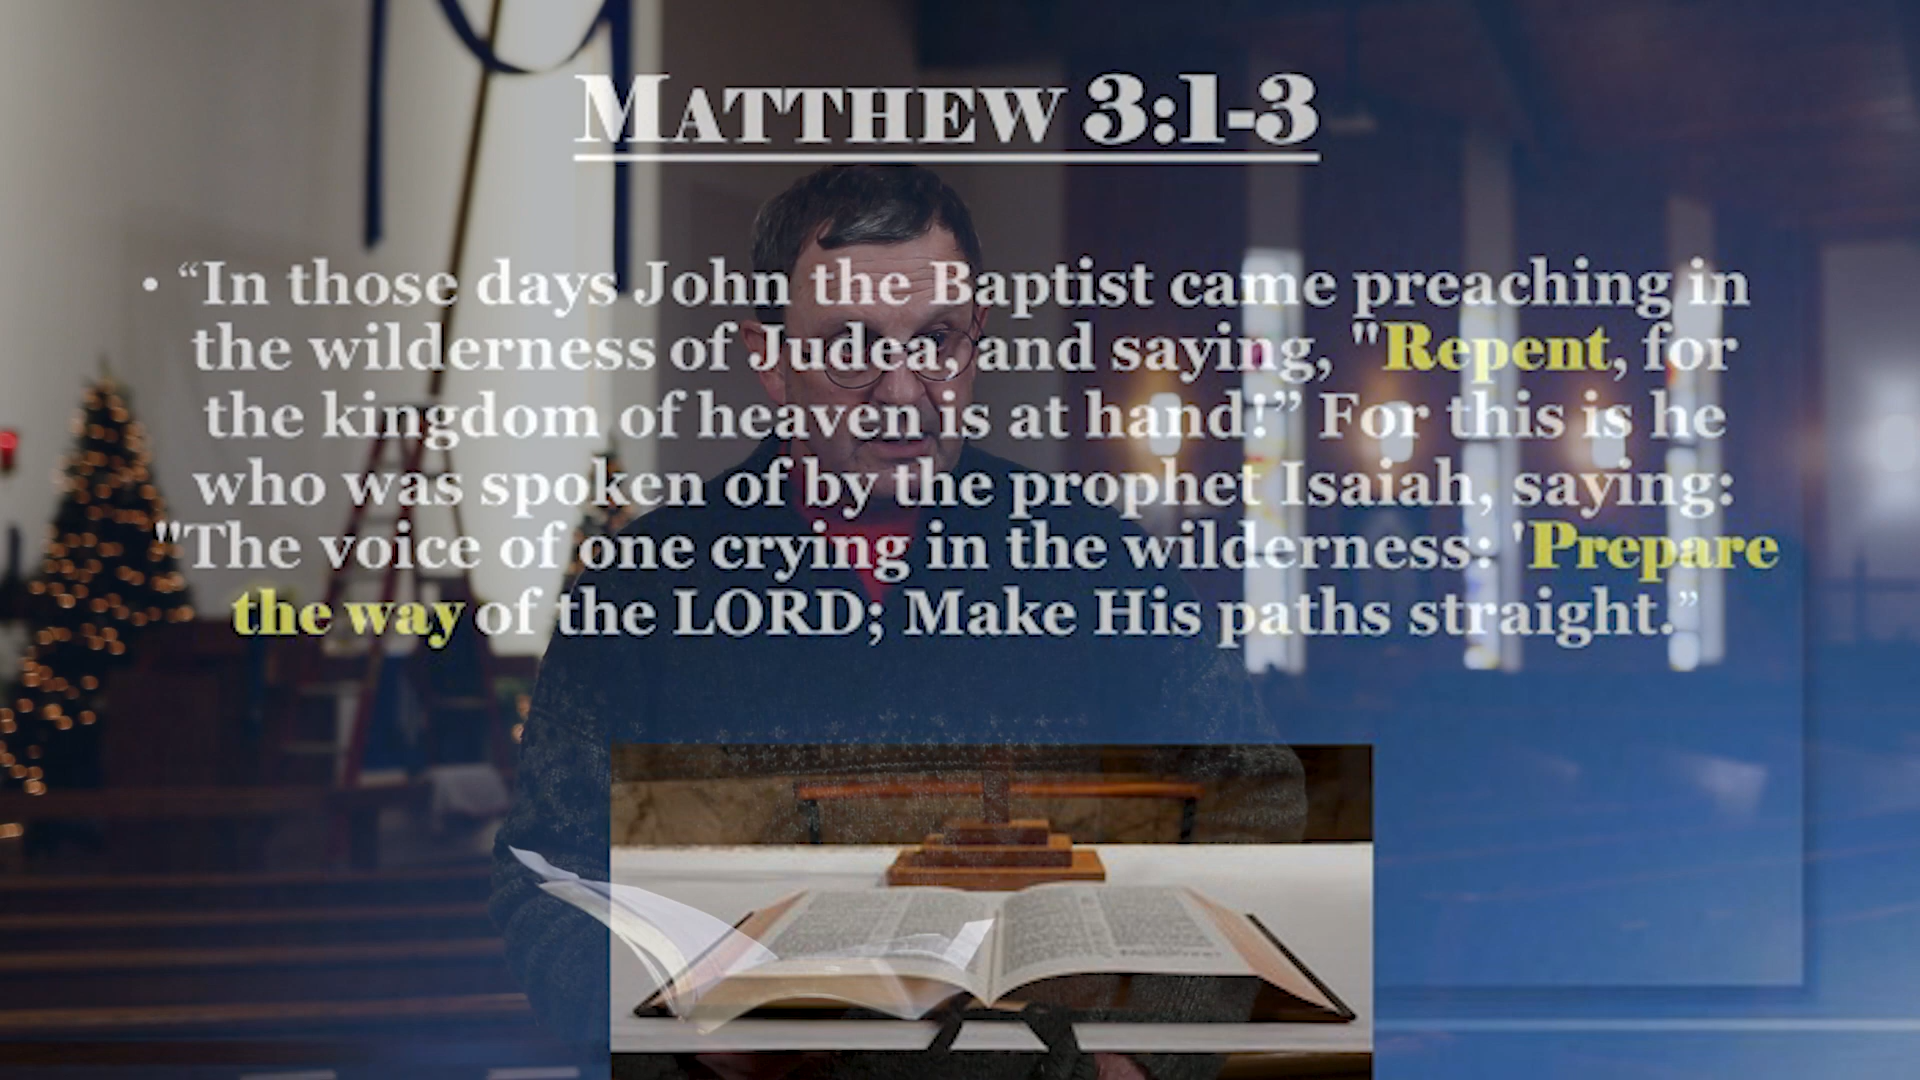 MATTHEW 3:1-3
• “In those days John the Baptist came preaching in
the wilderness of Judea, and saying, "Repent, for
the kingdom of heaven is at hand!” For this is he
who was spoken of by the prophet Isaiah, saying:
"The voice of one crying in the wilderness: 'Prepare
the way of the LORD; Make His paths straight.”